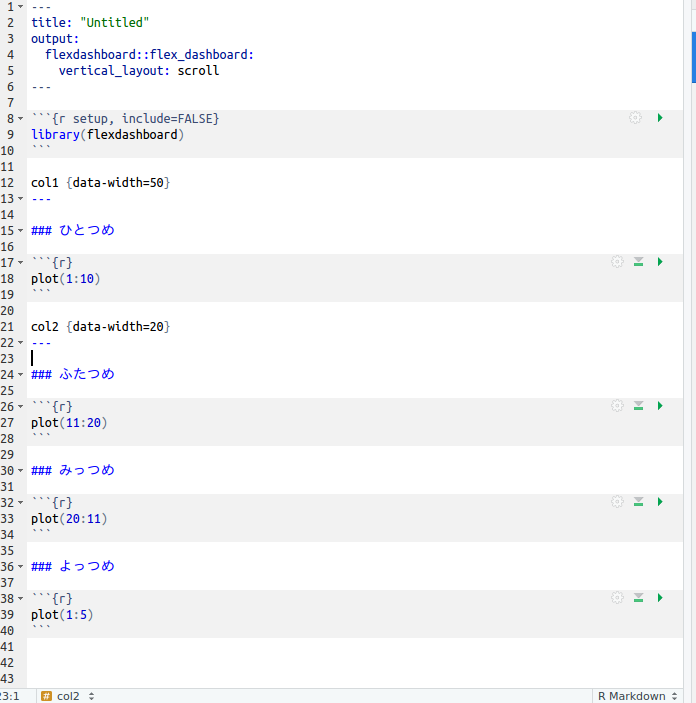 1 ---
2 title: "Untitled"
3 output:
4   flexdashboard::flex_dashboard:
5     vertical_layout: scroll
6 ---
7
8 ```{r setup, include=FALSE}
9 library(flexdashboard)
10 ```
11
12 col1 {data-width=50}
13 ---
14
15 ### ひとつめ
16
17 ```{r}
18 plot(1:10)
19 ```
20
21 col2 {data-width=20}
22 ---
23
24 ### ふたつめ
25
26 ```{r}
27 plot(11:20)
28 ```
29
30 ### みっつめ
31
32 ```{r}
33 plot(20:11)
34 ```
35
36 ### よっつめ
37
38 ```{r}
39 plot(1:5)
40 ```
41
42
43
23:1 # col2 R Markdown